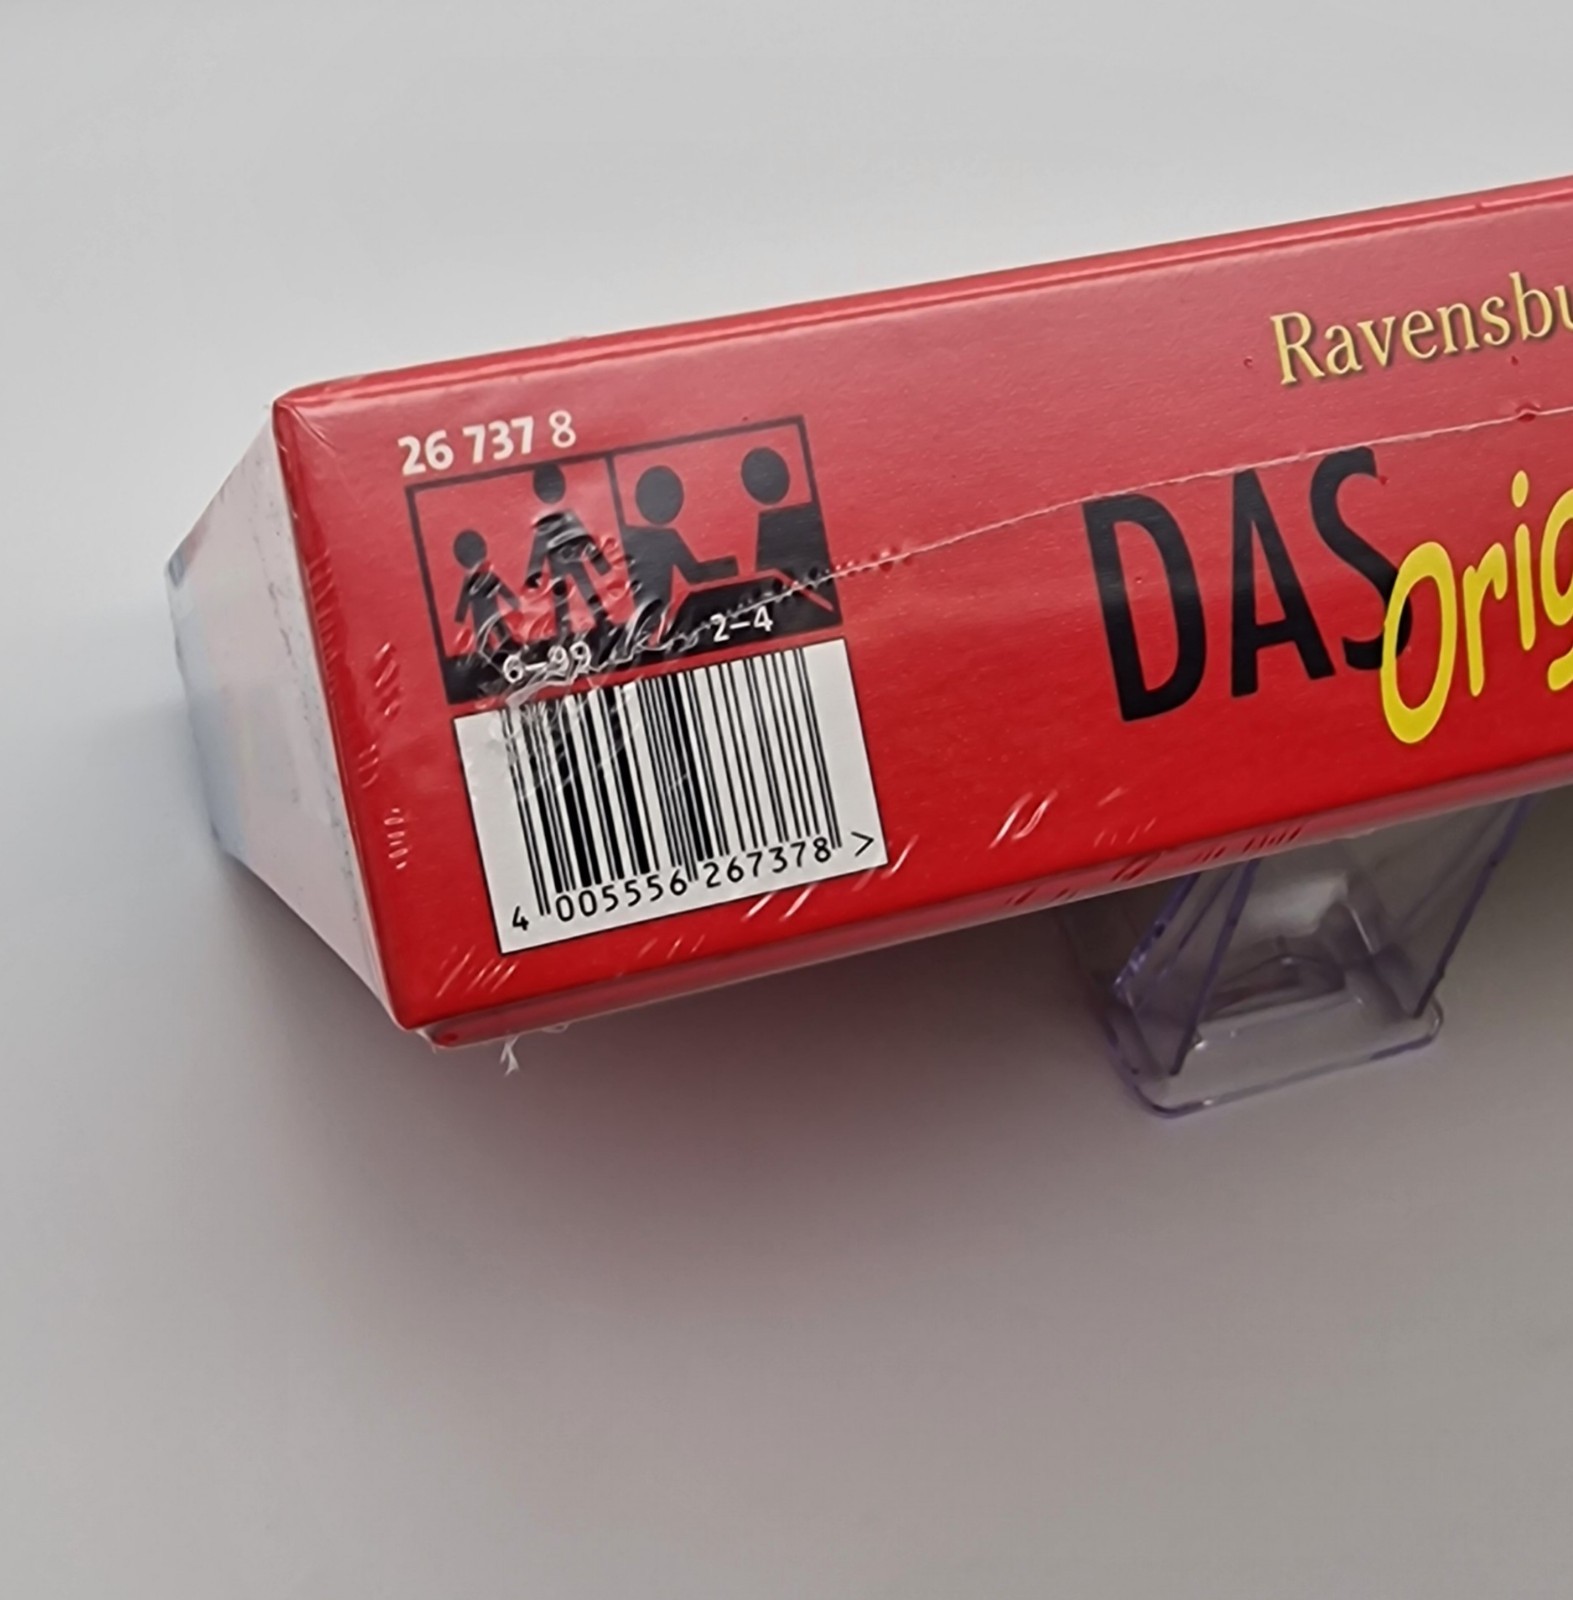 26 737 8
6–99
2–4
4 005556 267378 >
Ravensbu
DAS
Orig